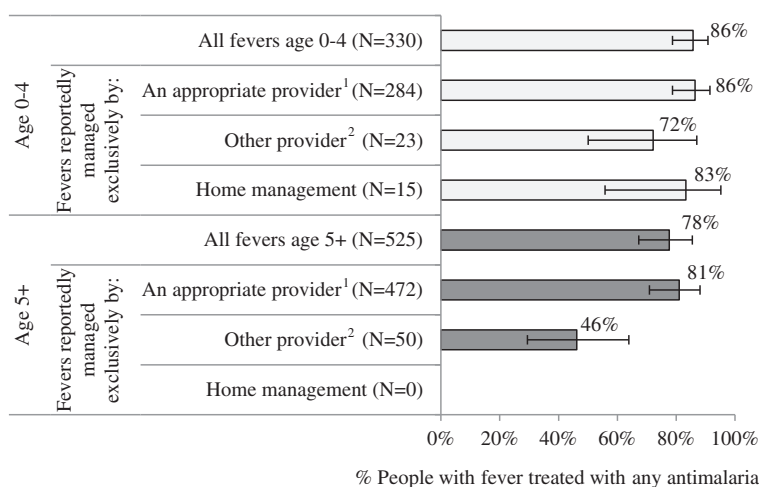 Age 0-4
Fevers reportedly
managed
exclusively by:
All fevers age 0-4 (N=330)
86%
An appropriate provider¹ (N=284)
86%
Other provider² (N=23)
72%
Home management (N=15)
83%
Age 5+
Fevers reportedly
managed
exclusively by:
All fevers age 5+ (N=525)
78%
An appropriate provider¹ (N=472)
81%
Other provider² (N=50)
46%
Home management (N=0)
0% 20% 40% 60% 80% 100%
% People with fever treated with any antimalaria